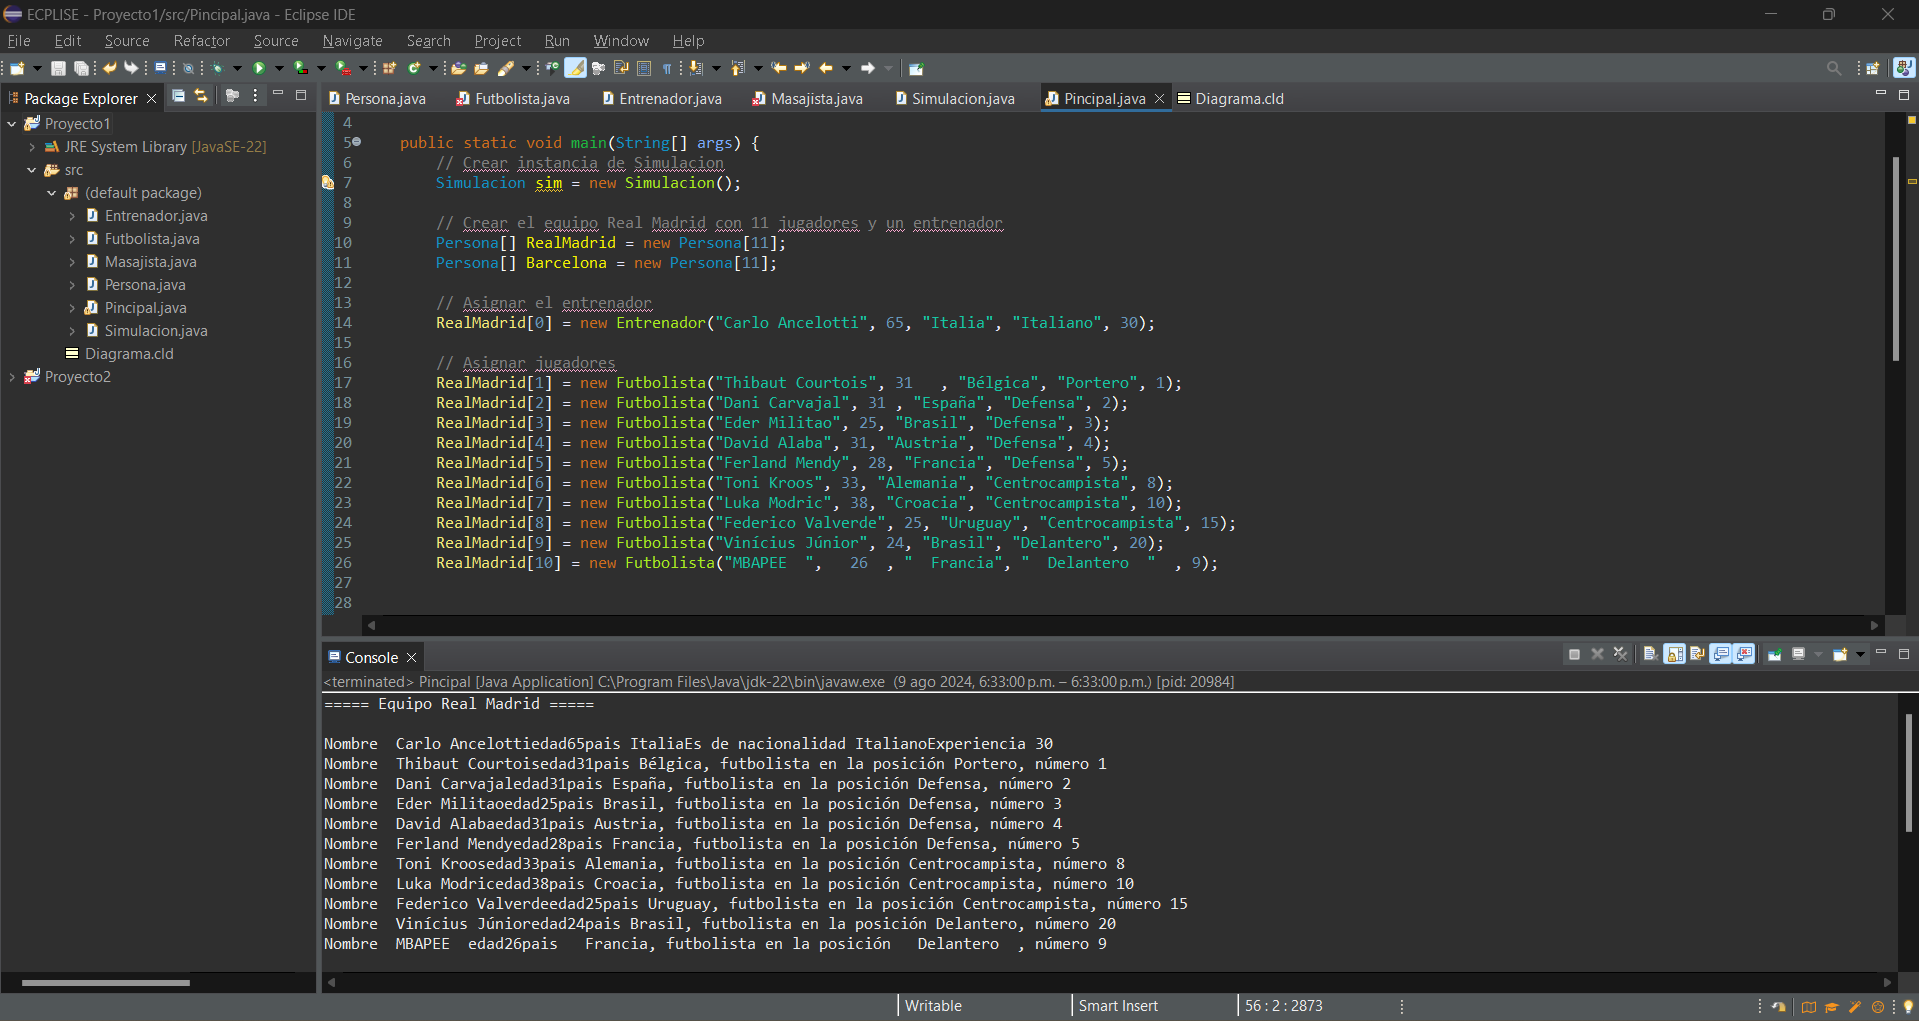 ECPLISE - Proyecto1/src/Pincipal.java - Eclipse IDE
File Edit Source Refactor Source Navigate Search Project Run Window Help
Package Explorer
Proyecto1
JRE System Library [JavaSE-22]
src
(default package)
Entrenador.java
Futbolista.java
Masajista.java
Persona.java
Pincipal.java
Simulacion.java
Diagrama.cld
Proyecto2
Persona.java Futbolista.java Entrenador.java Masajista.java Simulacion.java Pincipal.java Diagrama.cld
4
5 public static void main(String[] args) {
6 // Crear instancia de Simulacion
7 Simulacion sim = new Simulacion();
8
9 // Crear el equipo Real Madrid con 11 jugadores y un entrenador
10 Persona[] RealMadrid = new Persona[11];
11 Persona[] Barcelona = new Persona[11];
12
13 // Asignar el entrenador
14 RealMadrid[0] = new Entrenador("Carlo Ancelotti", 65, "Italia", "Italiano", 30);
15
16 // Asignar jugadores
17 RealMadrid[1] = new Futbolista("Thibaut Courtois", 31   , "Bélgica", "Portero", 1);
18 RealMadrid[2] = new Futbolista("Dani Carvajal", 31 , "España", "Defensa", 2);
19 RealMadrid[3] = new Futbolista("Eder Militao", 25, "Brasil", "Defensa", 3);
20 RealMadrid[4] = new Futbolista("David Alaba", 31, "Austria", "Defensa", 4);
21 RealMadrid[5] = new Futbolista("Ferland Mendy", 28, "Francia", "Defensa", 5);
22 RealMadrid[6] = new Futbolista("Toni Kroos", 33, "Alemania", "Centrocampista", 8);
23 RealMadrid[7] = new Futbolista("Luka Modric", 38, "Croacia", "Centrocampista", 10);
24 RealMadrid[8] = new Futbolista("Federico Valverde", 25, "Uruguay", "Centrocampista", 15);
25 RealMadrid[9] = new Futbolista("Vinícius Júnior", 24, "Brasil", "Delantero", 20);
26 RealMadrid[10] = new Futbolista("MBAPEE  ",   26  , "  Francia", "  Delantero  "  , 9);
27
28
Console
<terminated> Pincipal [Java Application] C:\Program Files\Java\jdk-22\bin\javaw.exe (9 ago 2024, 6:33:00 p.m. – 6:33:00 p.m.) [pid: 20984]
===== Equipo Real Madrid =====
Nombre  Carlo Ancelottiedad65pais ItaliaEs de nacionalidad ItalianoExperiencia 30
Nombre  Thibaut Courtoisedad31pais Bélgica, futbolista en la posición Portero, número 1
Nombre  Dani Carvajaledad31pais España, futbolista en la posición Defensa, número 2
Nombre  Eder Militaoedad25pais Brasil, futbolista en la posición Defensa, número 3
Nombre  David Alabaedad31pais Austria, futbolista en la posición Defensa, número 4
Nombre  Ferland Mendyedad28pais Francia, futbolista en la posición Defensa, número 5
Nombre  Toni Kroosedad33pais Alemania, futbolista en la posición Centrocampista, número 8
Nombre  Luka Modricedad38pais Croacia, futbolista en la posición Centrocampista, número 10
Nombre  Federico Valverdeedad25pais Uruguay, futbolista en la posición Centrocampista, número 15
Nombre  Vinícius Júnioredad24pais Brasil, futbolista en la posición Delantero, número 20
Nombre  MBAPEE  edad26pais   Francia, futbolista en la posición   Delantero  , número 9
Writable Smart Insert 56 : 2 : 2873